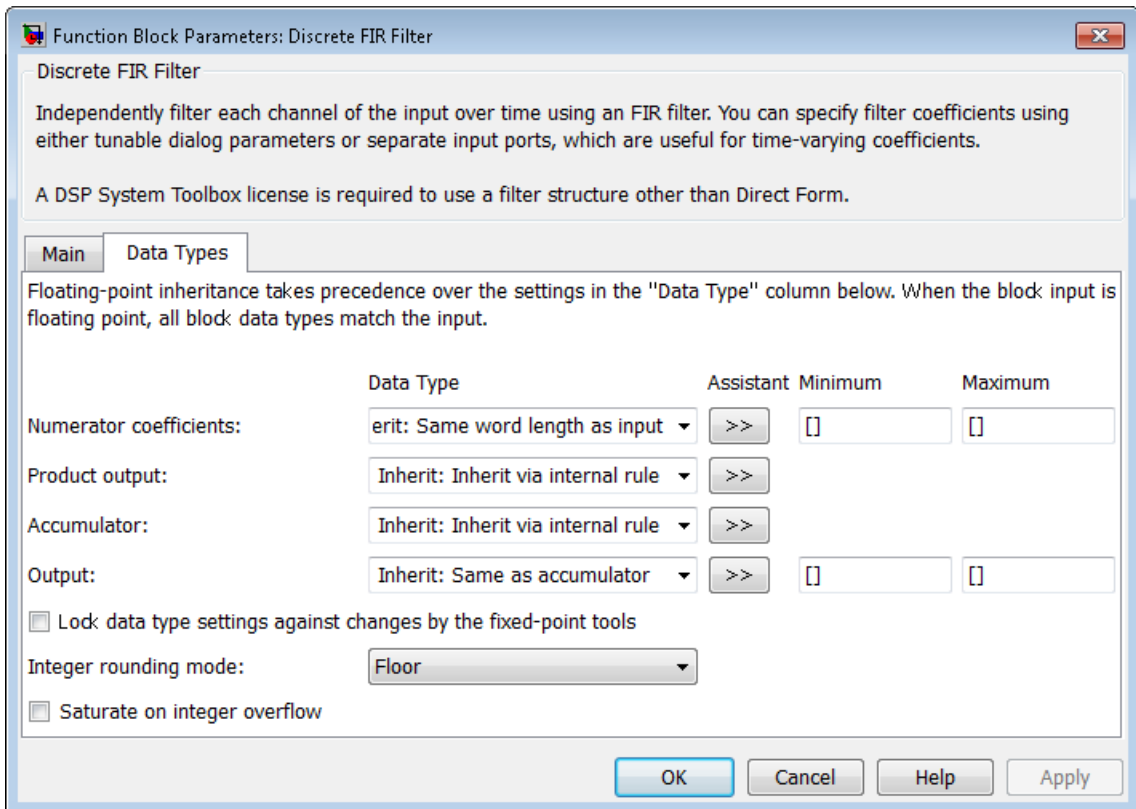 Function Block Parameters: Discrete FIR Filter
Discrete FIR Filter
Independently filter each channel of the input over time using an FIR filter. You can specify filter coefficients using
either tunable dialog parameters or separate input ports, which are useful for time-varying coefficients.
A DSP System Toolbox license is required to use a filter structure other than Direct Form.
Main Data Types
Floating-point inheritance takes precedence over the settings in the "Data Type" column below. When the block input is
floating point, all block data types match the input.
Data Type Assistant Minimum Maximum
Numerator coefficients: erit: Same word length as input >> [] []
Product output: Inherit: Inherit via internal rule >>
Accumulator: Inherit: Inherit via internal rule >>
Output: Inherit: Same as accumulator >> [] []
Lock data type settings against changes by the fixed-point tools
Integer rounding mode: Floor
Saturate on integer overflow
OK Cancel Help Apply